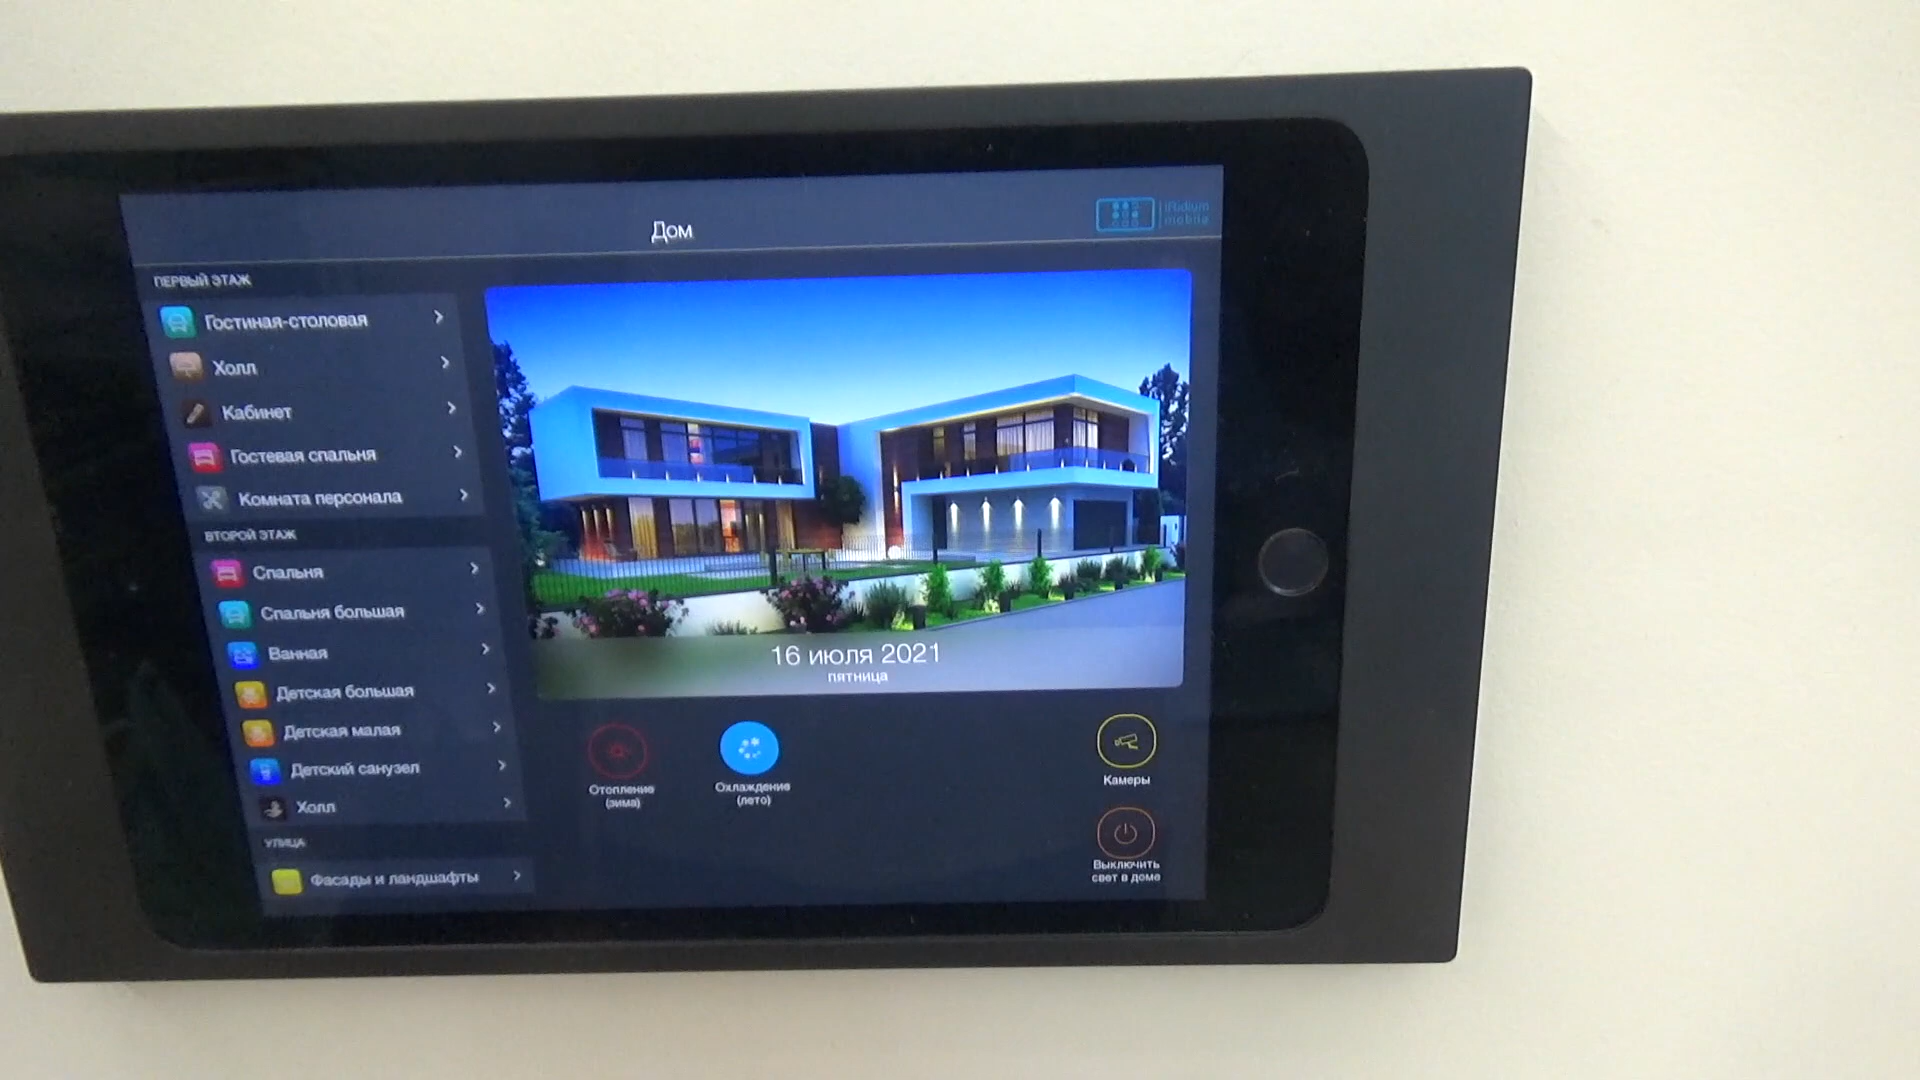 Дом
iRidium
mobile
ПЕРВЫЙ ЭТАЖ
Гостиная-столовая
Холл
Кабинет
Гостевая спальня
Комната персонала
ВТОРОЙ ЭТАЖ
Спальня
Спальня большая
Ванная
Детская большая
Детская малая
Детский санузел
Холл
УЛИЦА
Фасады и ландшафты
16 июля 2021
пятница
Отопление
(зима)
Охлаждение
(лето)
Камеры
Выключить
свет в доме